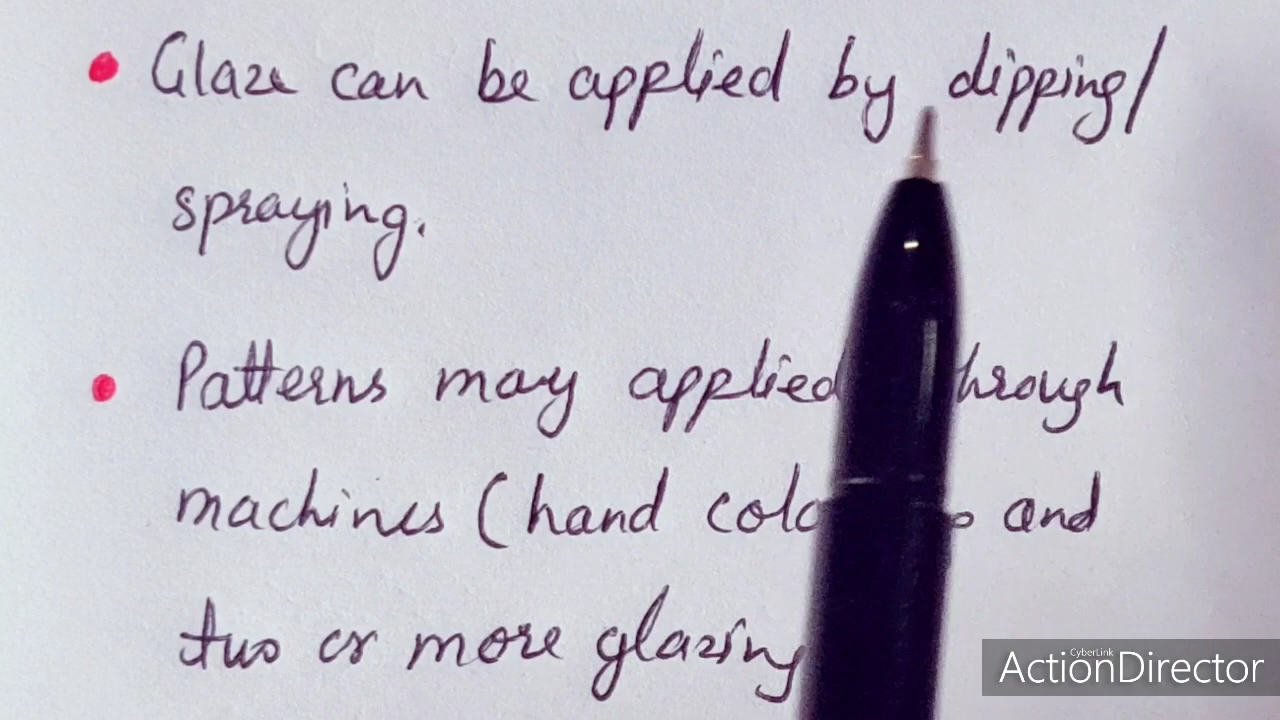 Glaze can be applied by dipping/
spraying.
Patterns may applied through
machines (hand and
two or more glazing
CyberLink
ActionDirector